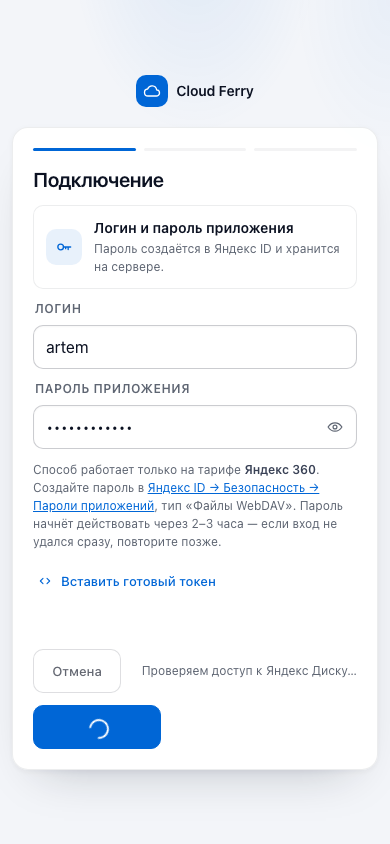 Cloud Ferry
Подключение
Логин и пароль приложения
Пароль создаётся в Яндекс ID и хранится
на сервере.
ЛОГИН
artem
ПАРОЛЬ ПРИЛОЖЕНИЯ
••••••••••••
Способ работает только на тарифе Яндекс 360.
Создайте пароль в Яндекс ID → Безопасность →
Пароли приложений, тип «Файлы WebDAV». Пароль
начнёт действовать через 2–3 часа — если вход не
удался сразу, повторите позже.
Вставить готовый токен
Отмена
Проверяем доступ к Яндекс Диску…